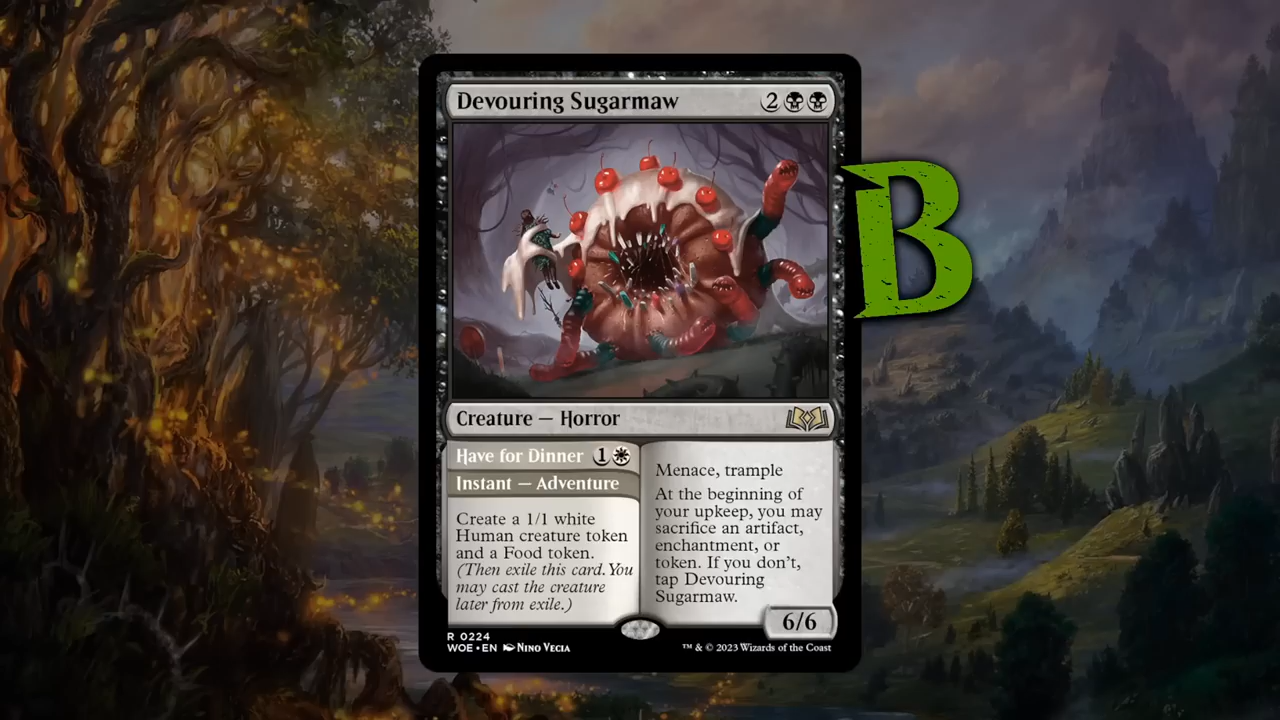 Devouring Sugarmaw 2
B
Creature — Horror
Have for Dinner 1
Instant — Adventure
Create a 1/1 white
Human creature token
and a Food token.
(Then exile this card. You
may cast the creature
later from exile.)
Menace, trample
At the beginning of
your upkeep, you may
sacrifice an artifact,
enchantment, or
token. If you don't,
tap Devouring
Sugarmaw.
6/6
R 0224
WOE • EN Nino Vecia
™ & © 2023 Wizards of the Coast